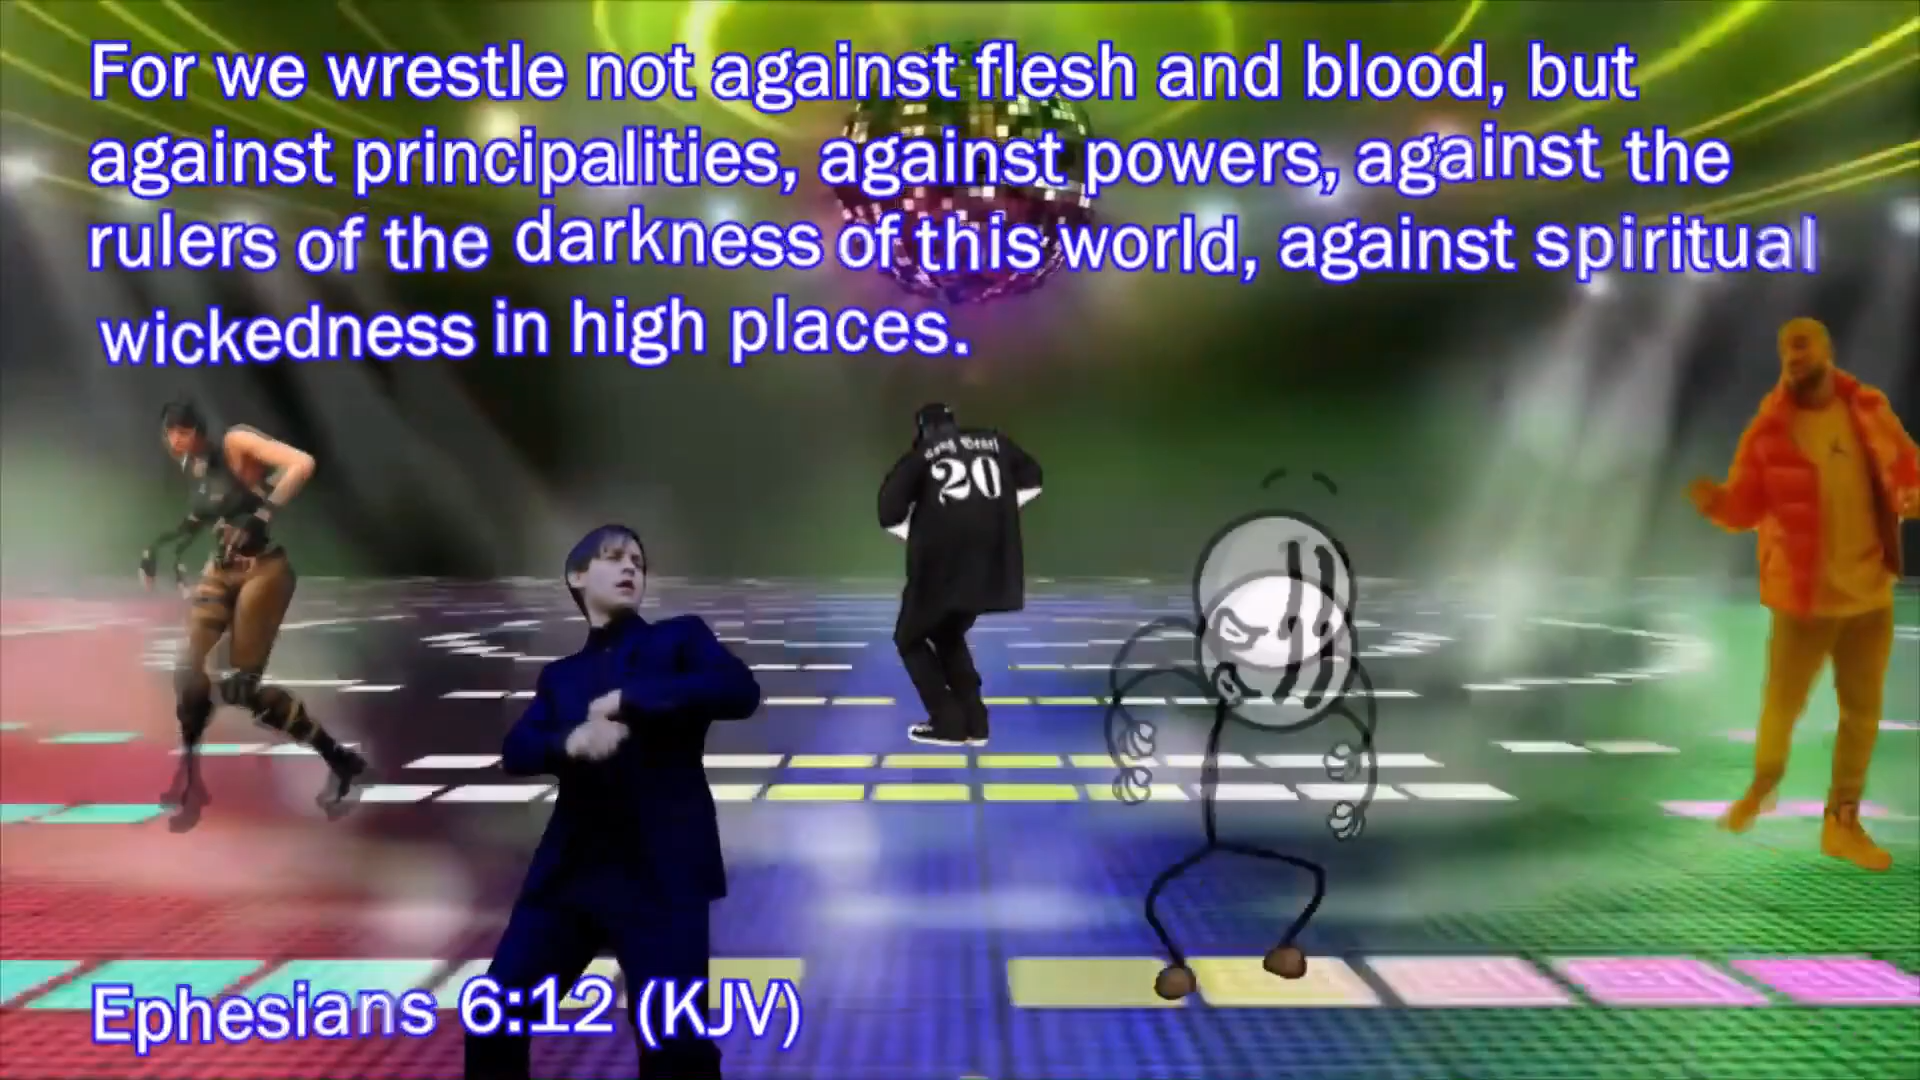 For we wrestle not against flesh and blood, but
against principalities, against powers, against the
rulers of the darkness of this world, against spiritual
wickedness in high places.
20
Ephesians 6:12 (KJV)